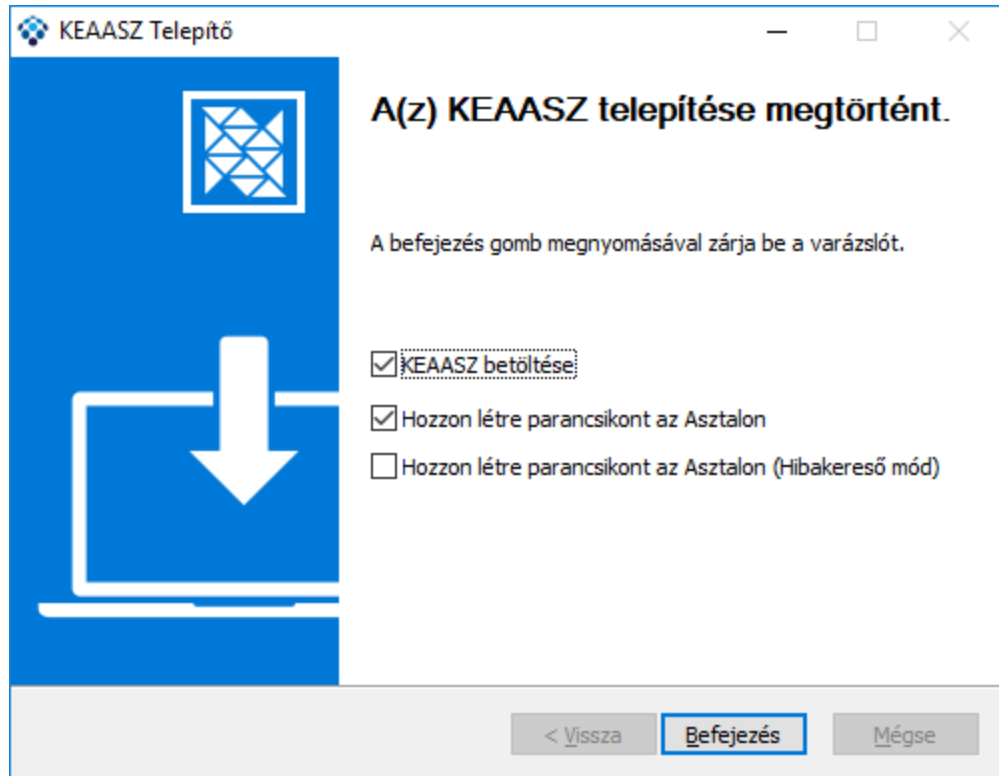 KEAASZ Telepítő
A(z) KEAASZ telepítése megtörtént.
A befejezés gomb megnyomásával zárja be a varázslót.
KEAASZ betöltése
Hozzon létre parancsikont az Asztalon
Hozzon létre parancsikont az Asztalon (Hibakereső mód)
< Vissza
Befejezés
Mégse